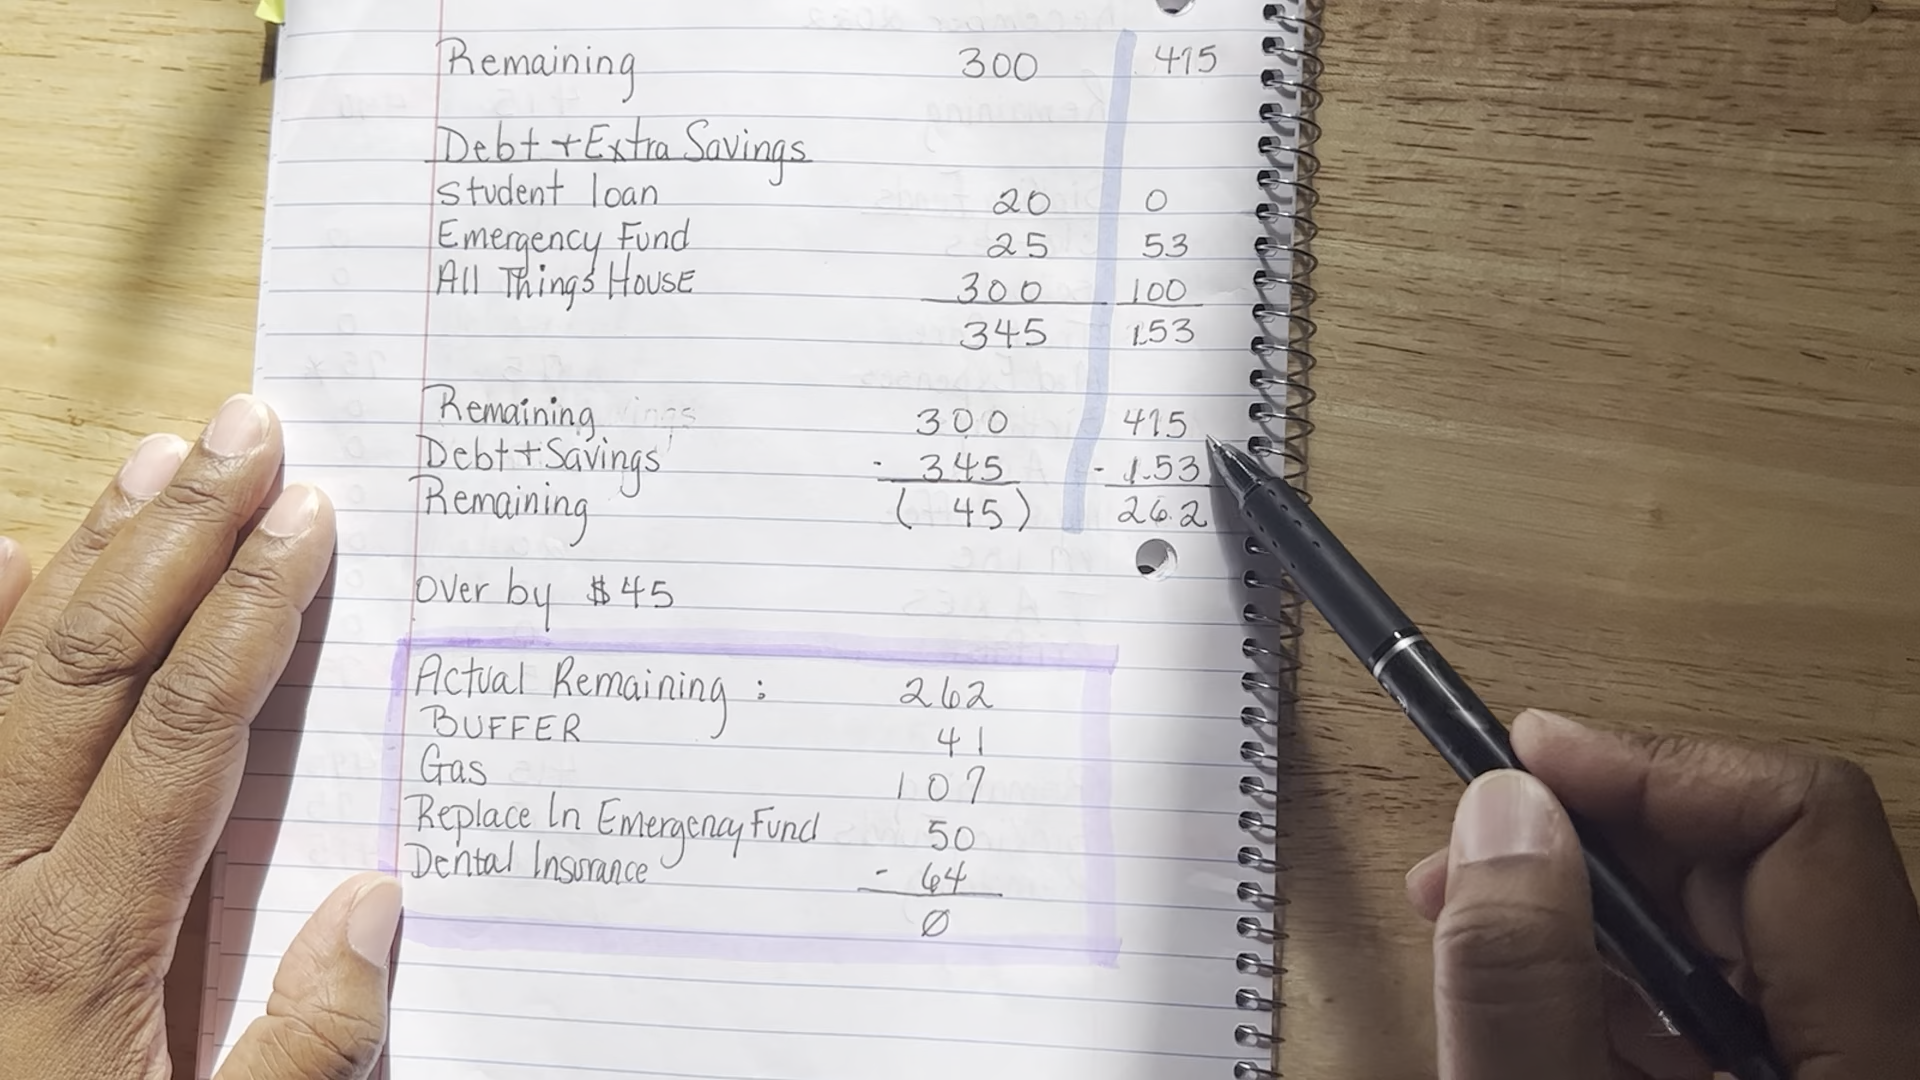 Remaining 300 415
Debt + Extra Savings
Student loan 20 0
Emergency Fund 25 53
All Things House 300 100
345 153
Remaining 300 415
Debt + Savings - 345 - 153
Remaining (45) 262
over by $45
Actual Remaining: 262
BUFFER 41
Gas 107
Replace In Emergency Fund 50
Dental Insurance - 64
Ø